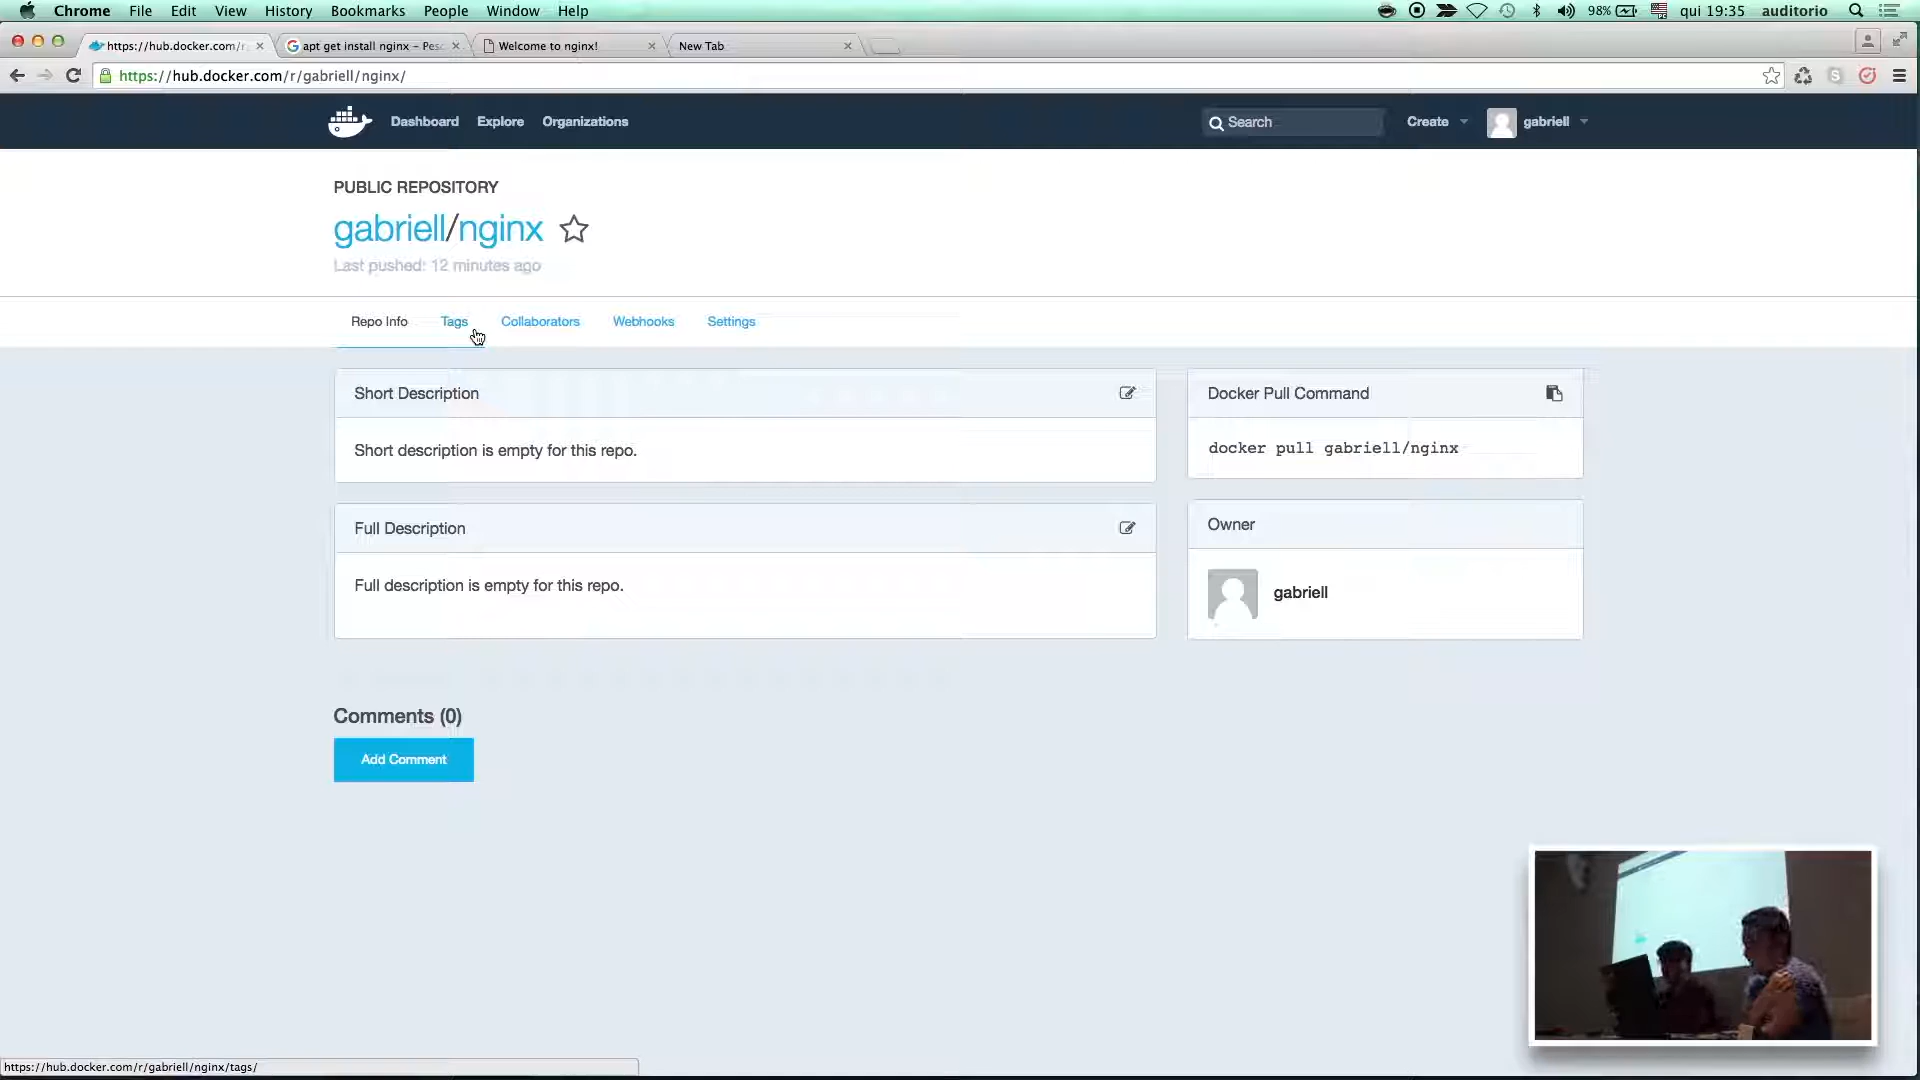 Chrome File Edit View History Bookmarks People Window Help 98% qui 19:35 auditorio
https://hub.docker.com/r apt get install nginx - Pes Welcome to nginx! New Tab
https://hub.docker.com/r/gabriell/nginx/
Dashboard Explore Organizations Search Create gabriell
PUBLIC REPOSITORY
gabriell/nginx
Last pushed: 12 minutes ago
Repo Info Tags Collaborators Webhooks Settings
Short Description
Short description is empty for this repo.
Docker Pull Command
docker pull gabriell/nginx
Full Description
Full description is empty for this repo.
Owner
gabriell
Comments (0)
Add Comment
https://hub.docker.com/r/gabriell/nginx/tags/